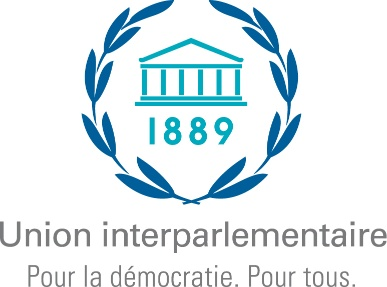 1889
Union interparlementaire
Pour la démocratie. Pour tous.